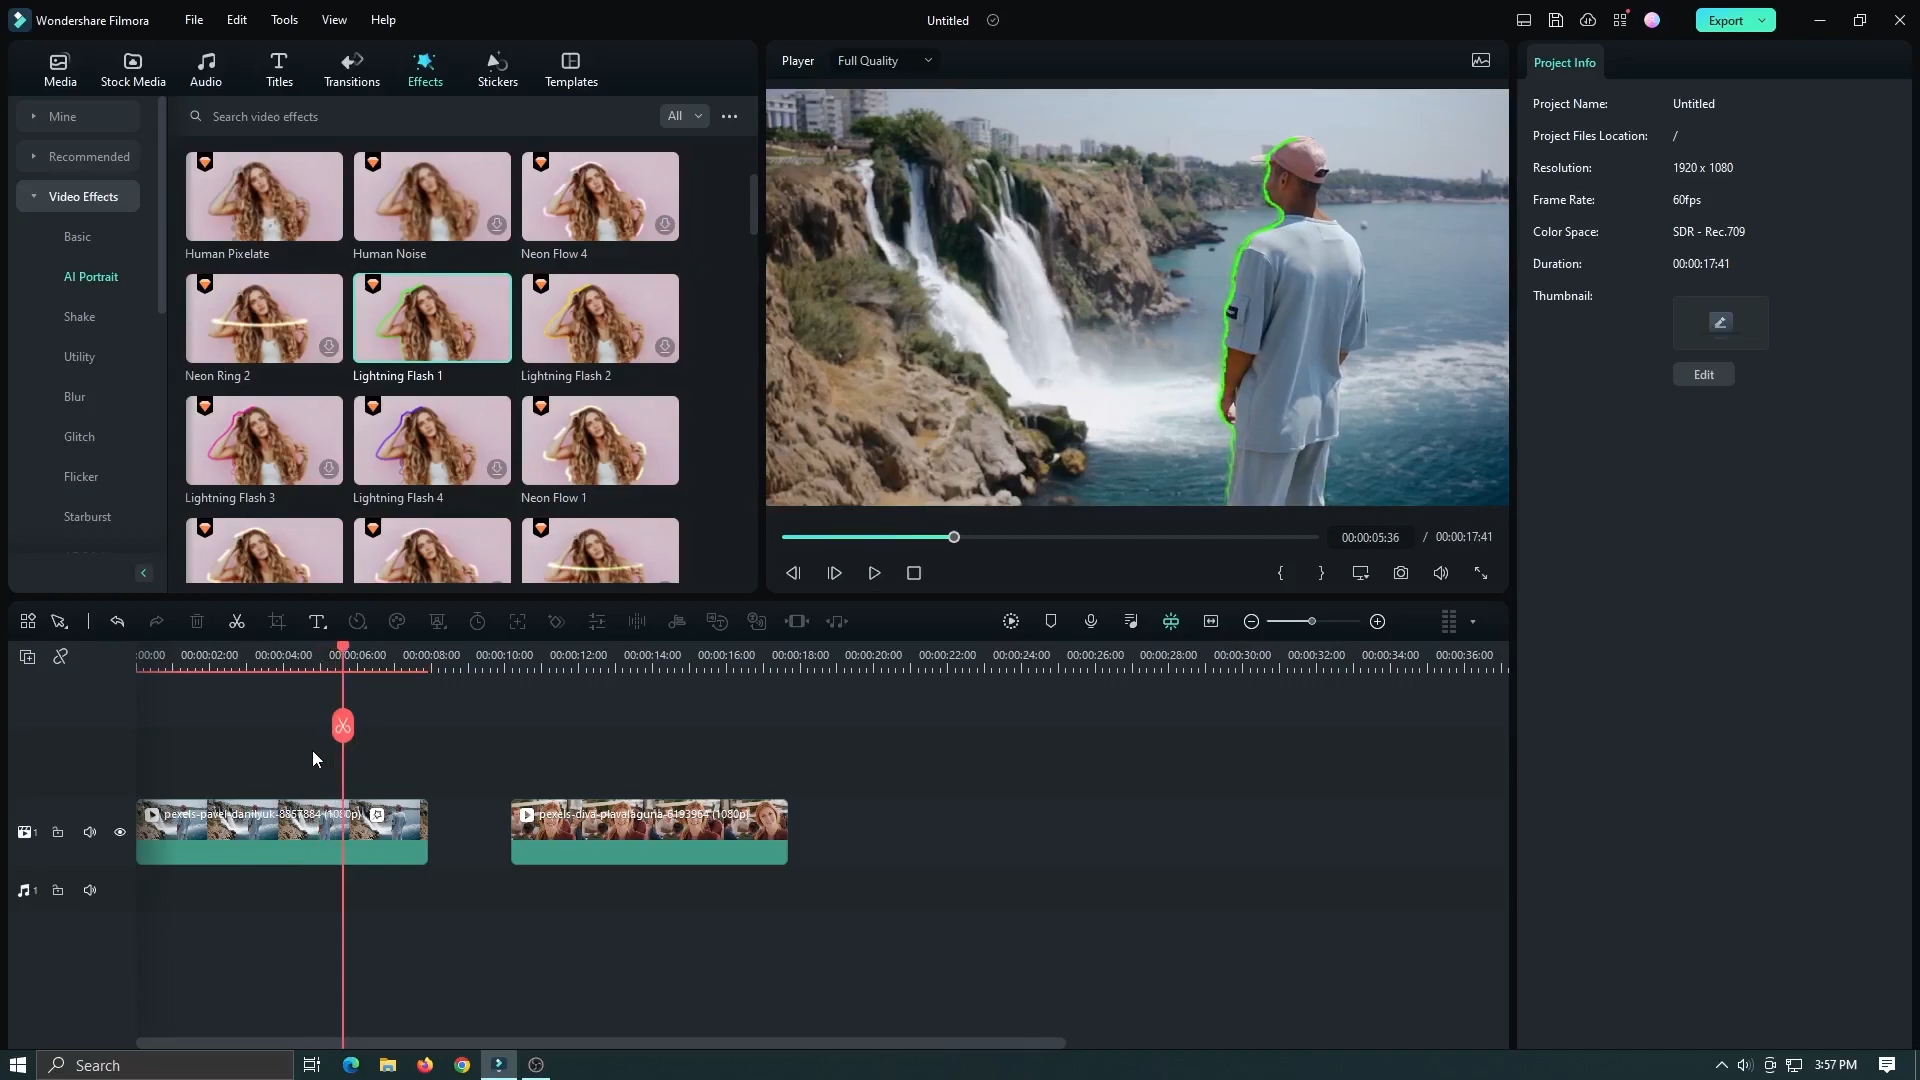 Wondershare Filmora
File
Edit
Tools
View
Help
Untitled
Export
Media
Stock Media
Audio
Titles
Transitions
Effects
Stickers
Templates
Player
Full Quality
Project Info
Mine
Recommended
Video Effects
Basic
AI Portrait
Shake
Utility
Blur
Glitch
Flicker
Starburst
Search video effects
All
Human Pixelate
Human Noise
Neon Flow 4
Neon Ring 2
Lightning Flash 1
Lightning Flash 2
Lightning Flash 3
Lightning Flash 4
Neon Flow 1
Project Name: Untitled
Project Files Location: /
Resolution: 1920 x 1080
Frame Rate: 60fps
Color Space: SDR - Rec.709
Duration: 00:00:17:41
Thumbnail:
Edit
00:00:05:36 / 00:00:17:41
:00:00 00:00:02:00 00:00:04:00 00:00:06:00 00:00:08:00 00:00:10:00 00:00:12:00 00:00:14:00 00:00:16:00 00:00:18:00 00:00:20:00 00:00:22:00 00:00:24:00 00:00:26:00 00:00:28:00 00:00:30:00 00:00:32:00 00:00:34:00 00:00:36:00
pexels-pavel-danilyuk-8857884 (1080p)
pexels-diva-plavalaguna-6193964 (1080p)
1
1
Search
3:57 PM